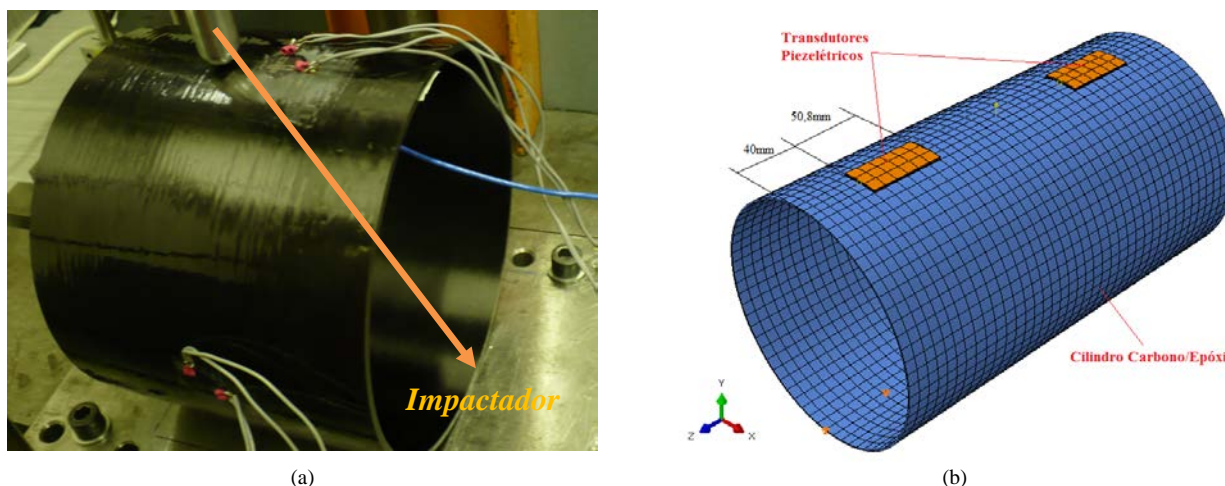 Impactador
(a)
Transdutores
Piezelétricos
50,8mm
40mm
Cilindro Carbono/Epóxi
Y
Z
X
(b)